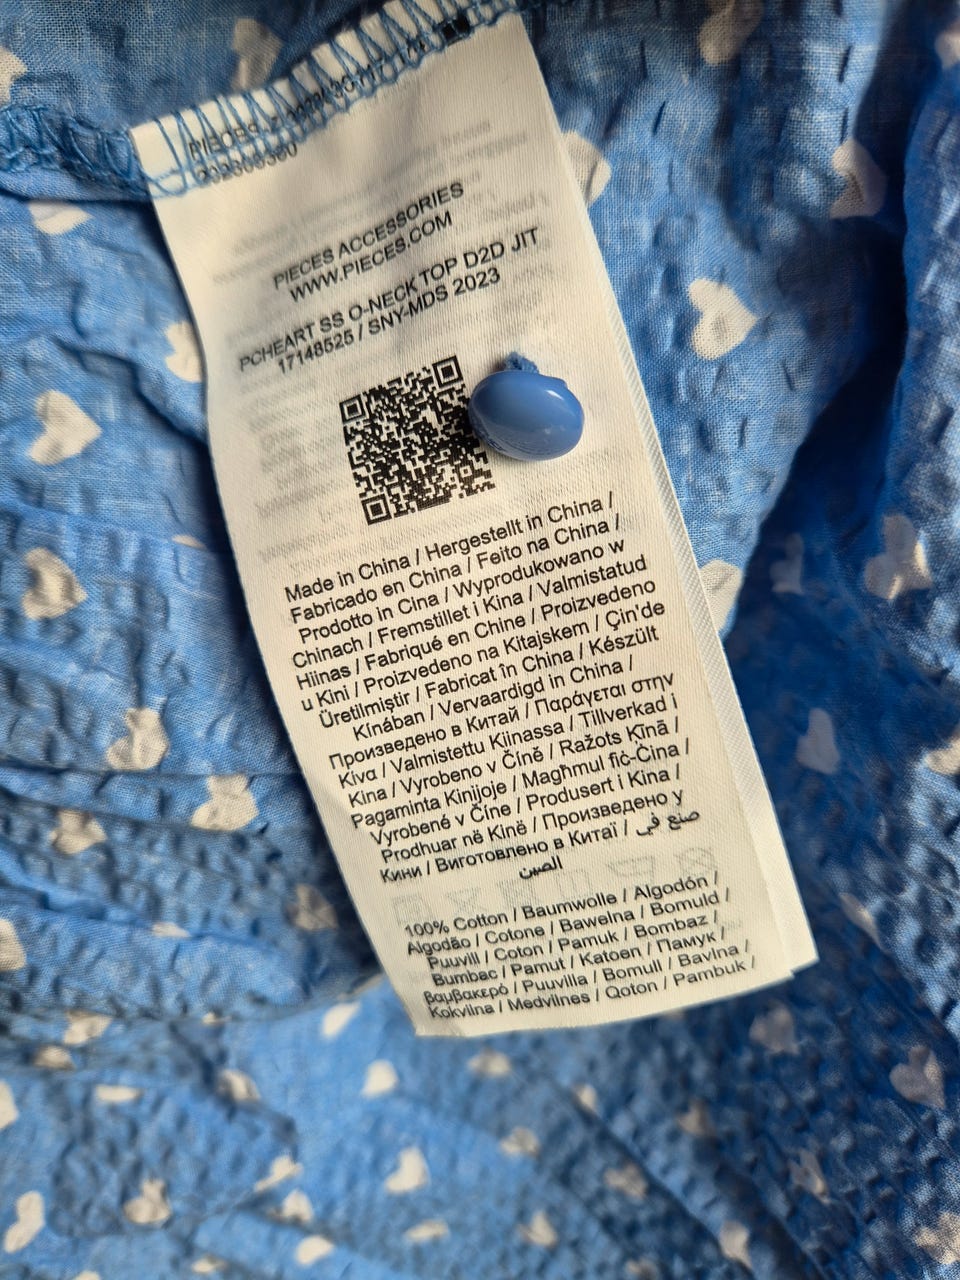 PIECES
202306300
PIECES ACCESSORIES
WWW.PIECES.COM
PCHEART SS O-NECK TOP D2D JIT
17148525 / SNY-MDS 2023
Made in China / Hergestellt in China /
Fabricado en China / Feito na China /
Prodotto in Cina / Wyprodukowano w
Chinach / Fremstillet i Kina / Valmistatud
Hiinas / Fabriqué en Chine / Proizvedeno
u Kini / Proizvedeno na Kitajskem / Çin'de
Üretilmiştir / Fabricat în China / Készült
Kínában / Vervaardigd in China /
Произведено в Китай / Παράγεται στην
Κίνα / Valmistettu Kiinassa / Tillverkad i
Kina / Vyrobeno v Číně / Ražots Ķīnā /
Pagaminta Kinijoje / Magħmul fiċ-Ċina /
Vyrobené v Číne / Produsert i Kina /
Prodhuar në Kinë / Произведено у
Кини / Виготовлено в Китаї / صنع في
الصين
100% Cotton / Baumwolle / Algodón /
Algodão / Cotone / Bawełna / Bomuld /
Puuvill / Coton / Pamuk / Bombaz /
Bumbac / Pamut / Katoen / Памук /
βαμβακερό / Puuvilla / Bomull / Bavlna /
Kokvilna / Medvilnes / Qoton / Pambuk /